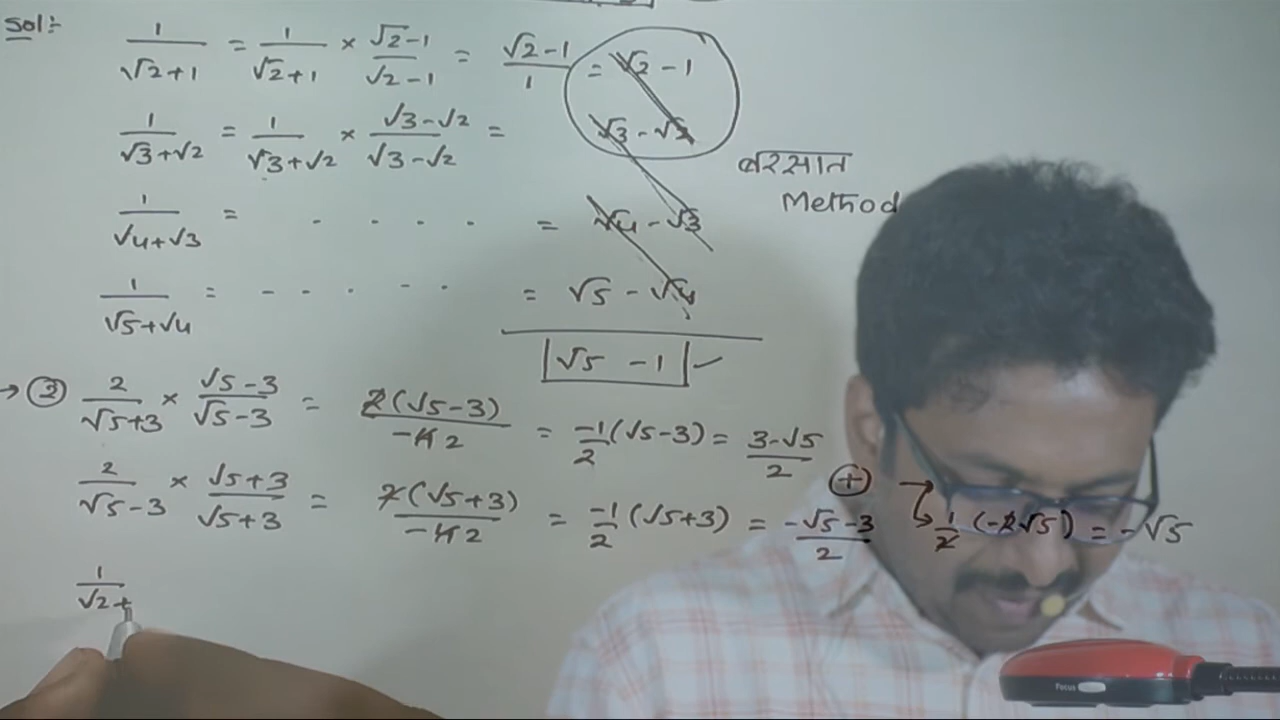 Sol:-
1/(√2+1) = 1/(√2+1) × (√2-1)/(√2-1) = (√2-1)/1 = √2-1
1/(√3+√2) = 1/(√3+√2) × (√3-√2)/(√3-√2) = √3-√2
बरसात
Method
1/(√4+√3) = - . . . . = √4-√3
1/(√5+√4) = - - . . . . = √5-√4
√5 -1 ✓
→ ② 2/(√5+3) × (√5-3)/(√5-3) = 2(√5-3)/-4 2 = -1/2 (√5-3) = (3-√5)/2
2/(√5-3) × (√5+3)/(√5+3) = 2(√5+3)/-4 2 = -1/2 (√5+3) = (-√5-3)/2 ⊕ → 1/2 (-2√5) = -√5
1/(√2+
Focus